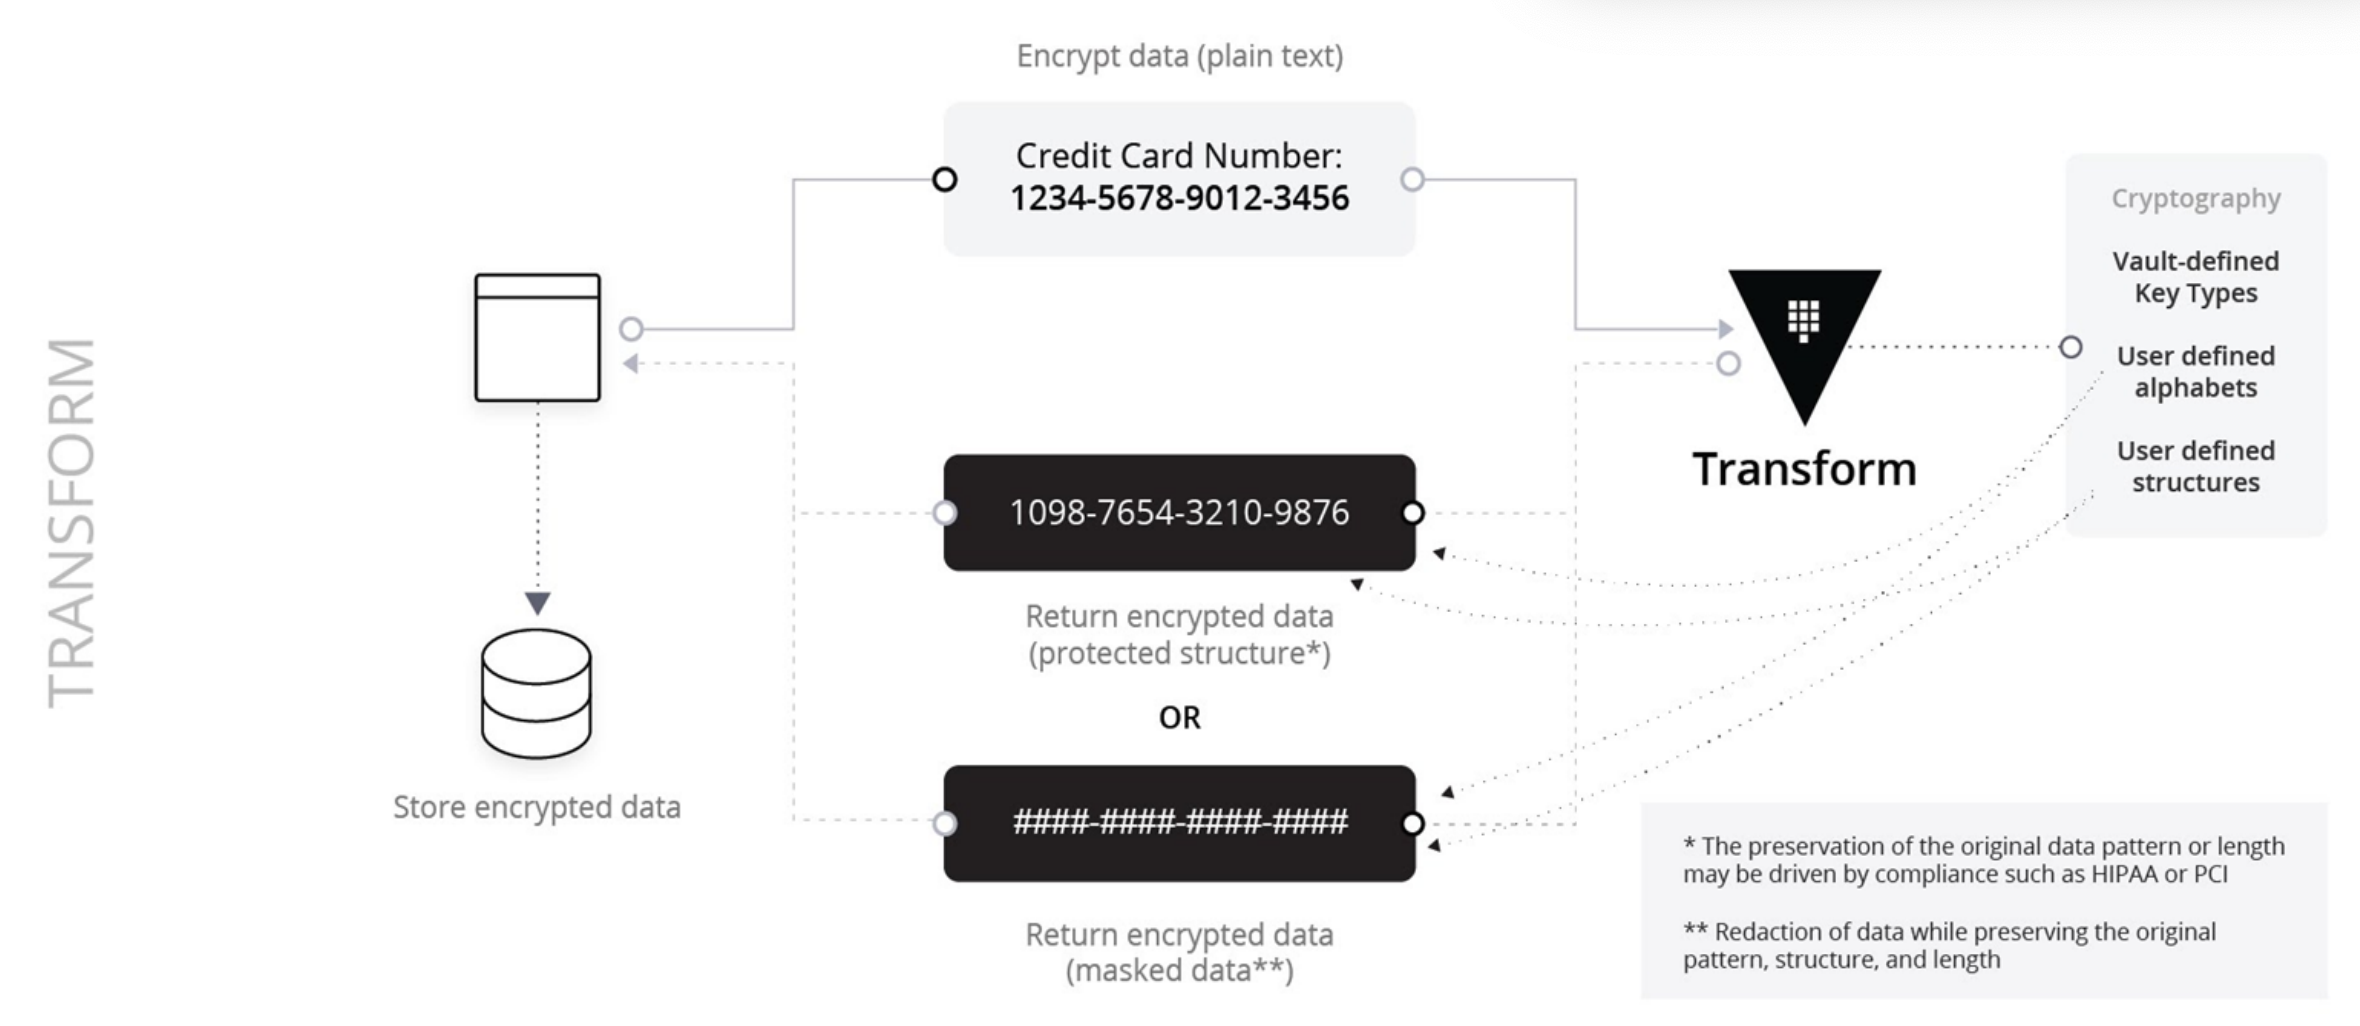 TRANSFORM
Encrypt data (plain text)
Credit Card Number:
1234-5678-9012-3456
Cryptography
Vault-defined
Key Types
User defined
alphabets
User defined
structures
Transform
1098-7654-3210-9876
Return encrypted data
(protected structure*)
OR
####-####-####-####
Return encrypted data
(masked data**)
Store encrypted data
* The preservation of the original data pattern or length
may be driven by compliance such as HIPAA or PCI
** Redaction of data while preserving the original
pattern, structure, and length